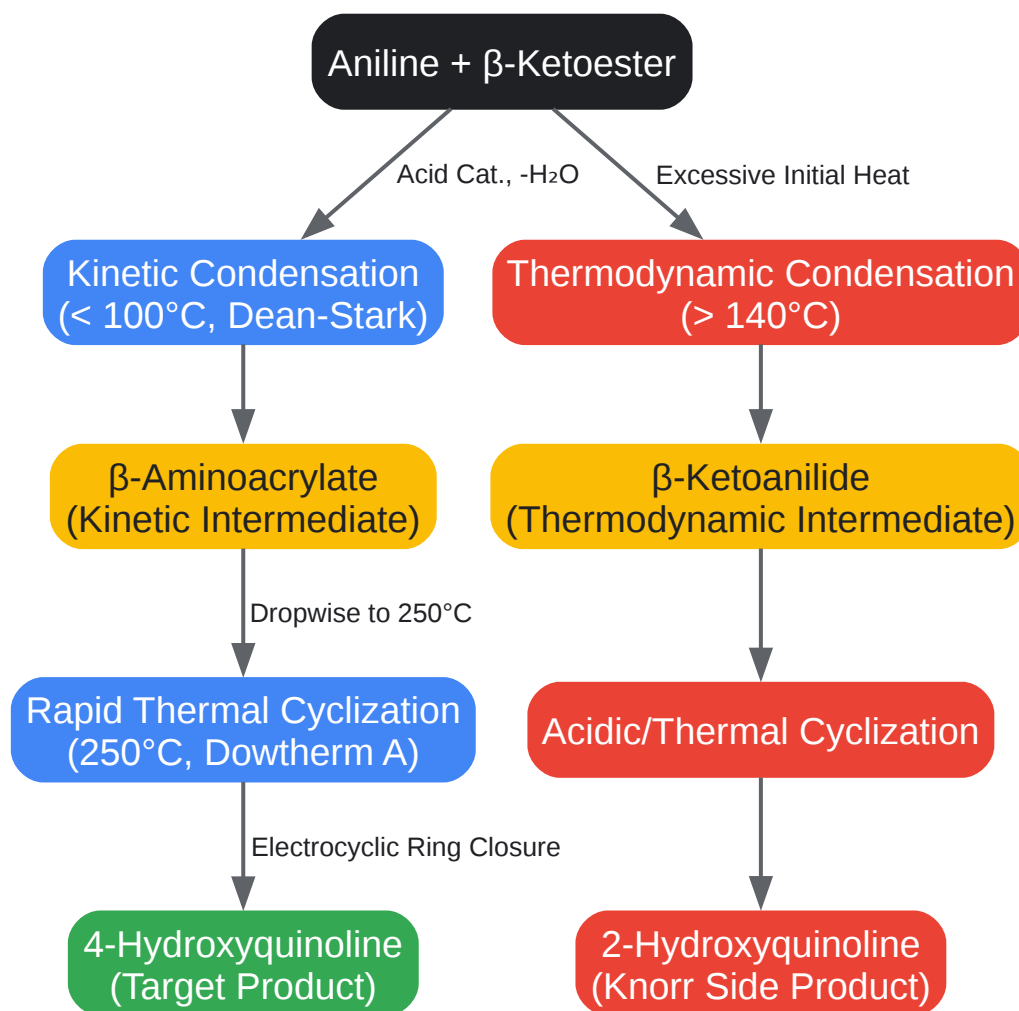 Aniline + β-Ketoester
Acid Cat., -H₂O
Excessive Initial Heat
Kinetic Condensation
(< 100°C, Dean-Stark)
Thermodynamic Condensation
(> 140°C)
β-Aminoacrylate
(Kinetic Intermediate)
β-Ketoanilide
(Thermodynamic Intermediate)
Dropwise to 250°C
Rapid Thermal Cyclization
(250°C, Dowtherm A)
Acidic/Thermal Cyclization
Electrocyclic Ring Closure
4-Hydroxyquinoline
(Target Product)
2-Hydroxyquinoline
(Knorr Side Product)